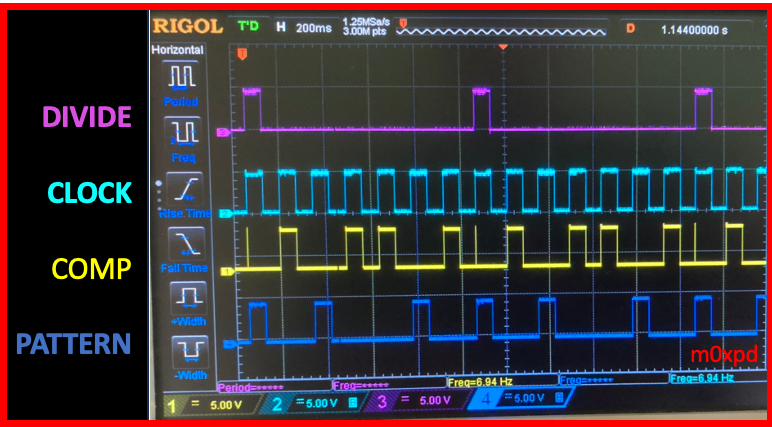 RIGOL T'D H 200ms 1.25MSa/s 3.00M pts D 1.14400000 s
Horizontal
Period
DIVIDE
Freq
CLOCK
Rise Time
COMP
Fall Time
+Width
PATTERN
m0xpd
-Width
Period=***** Freq=***** Freq=6.94 Hz Freq=***** Freq=6.94 Hz
1 = 5.00 V 2 =5.00 V 3 = 5.00 V 4 =5.00 V